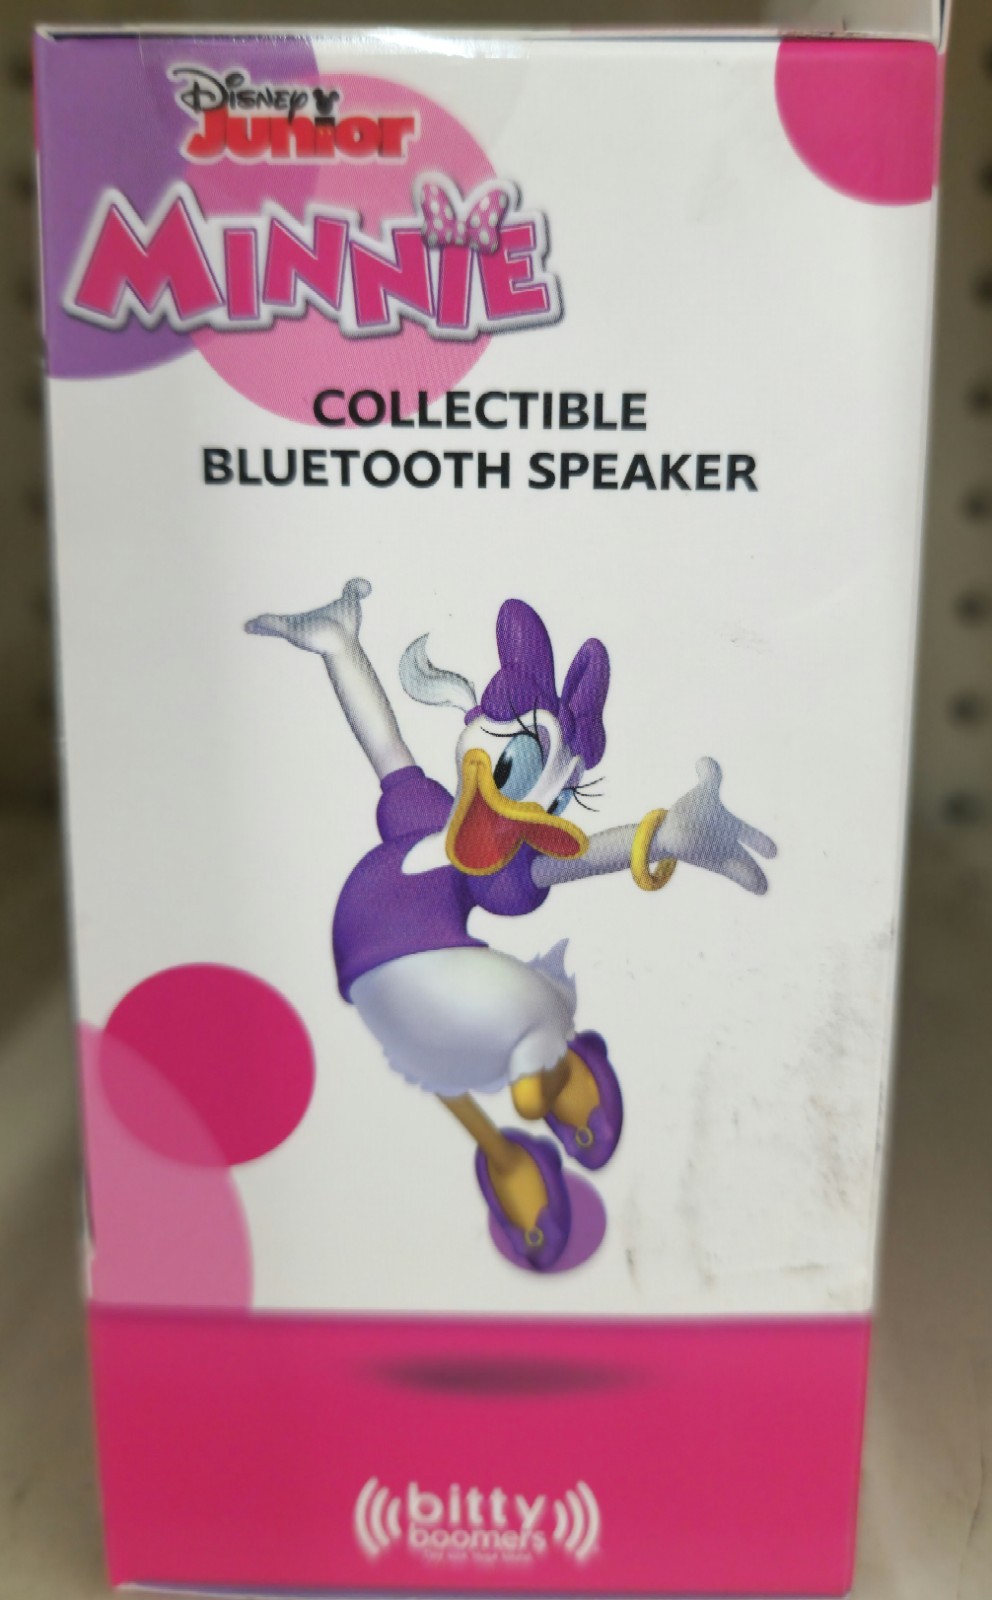 Disney
Junior
MINNIE
COLLECTIBLE
BLUETOOTH SPEAKER
bitty
boomers